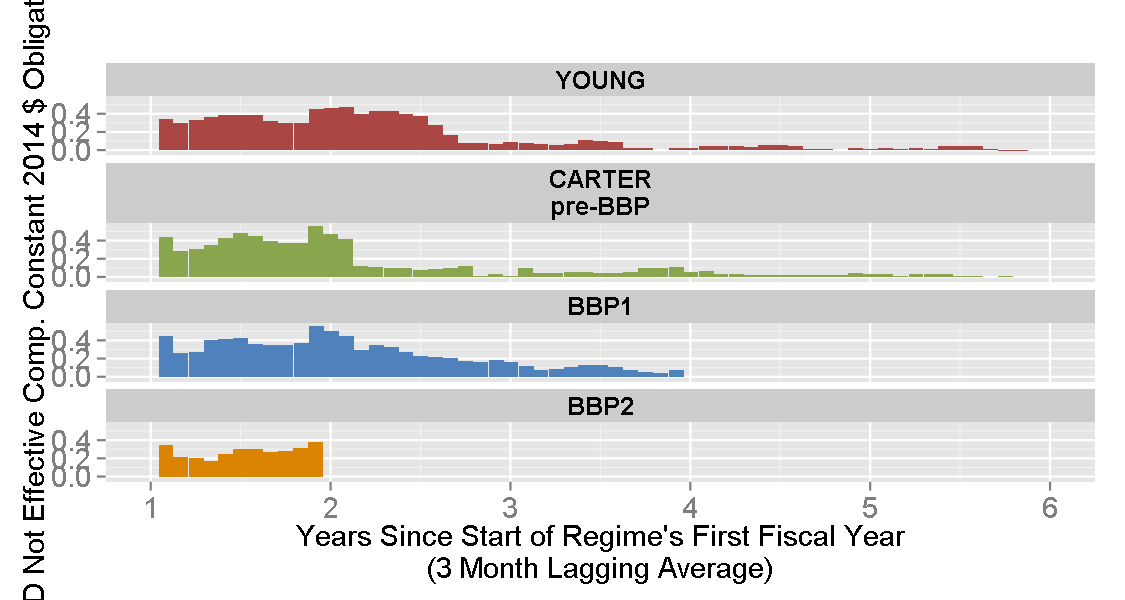 D Not Effective Comp. Constant 2014 $ Obligat
YOUNG
0.4
0.2
0.0
CARTER
pre-BBP
0.4
0.2
0.0
BBP1
0.4
0.2
0.0
BBP2
0.4
0.2
0.0
1 2 3 4 5 6
Years Since Start of Regime's First Fiscal Year
(3 Month Lagging Average)